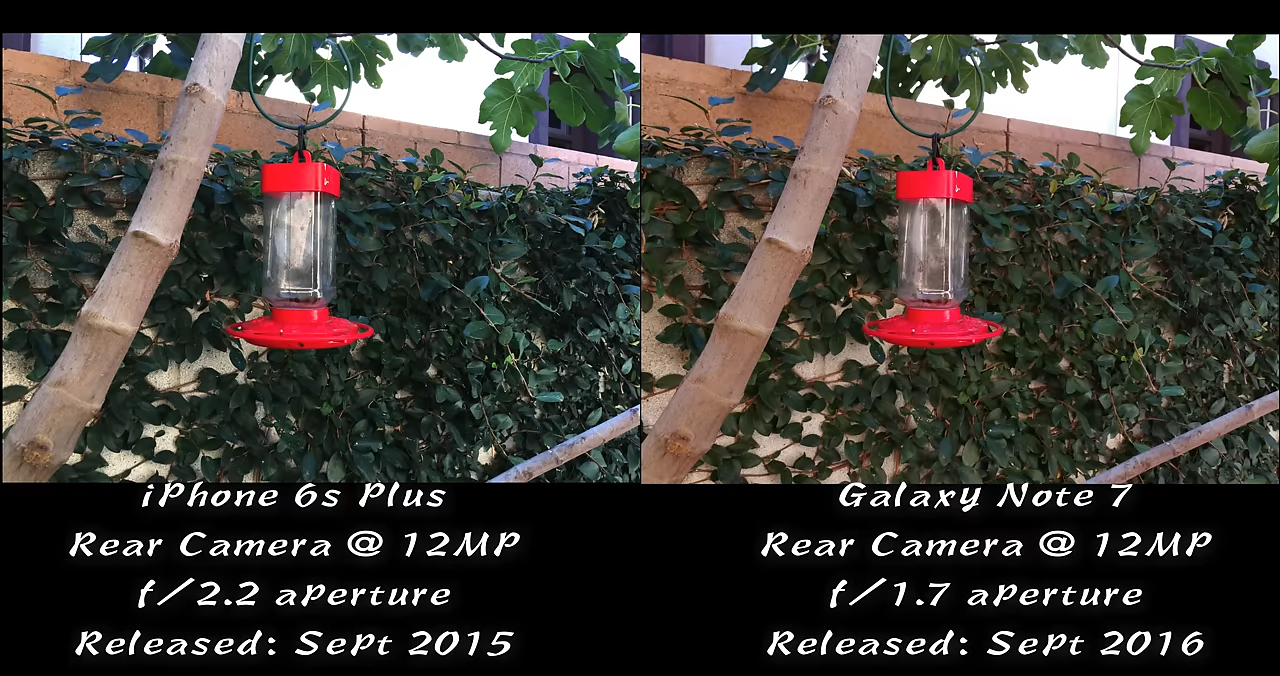 iPhone 6s Plus
Rear Camera @ 12MP
f/2.2 aperture
Released: Sept 2015
Galaxy Note 7
Rear Camera @ 12MP
f/1.7 aperture
Released: Sept 2016